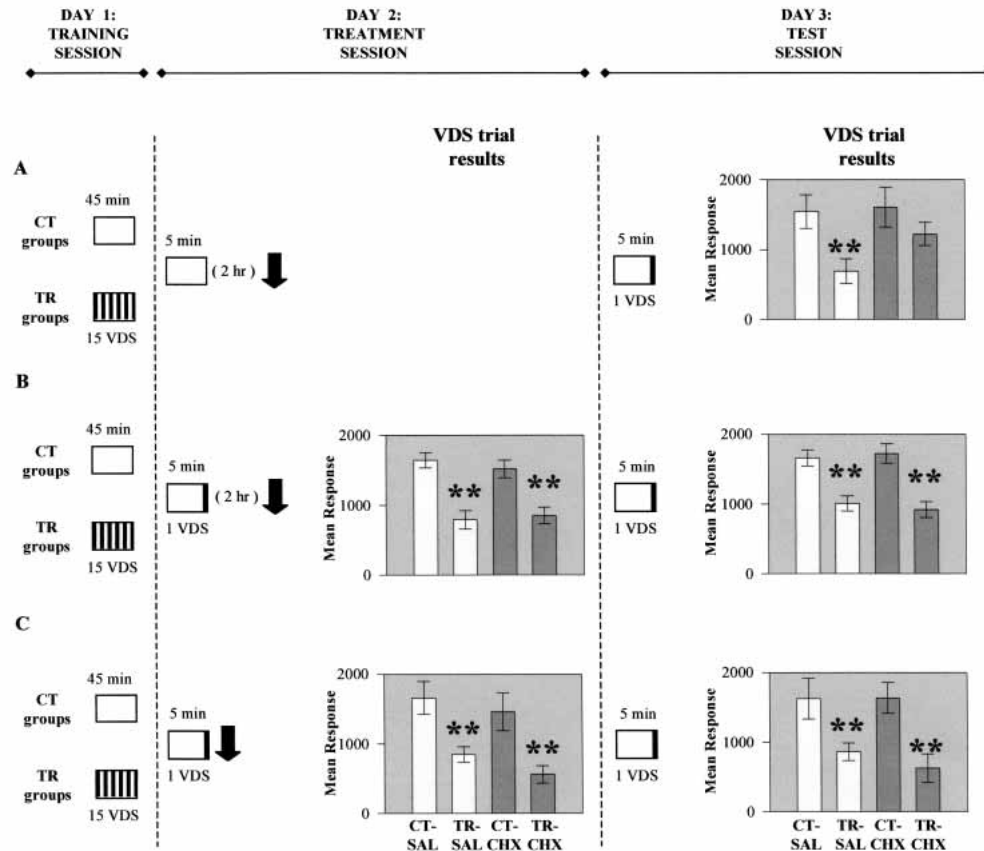 DAY 1:
TRAINING
SESSION
DAY 2:
TREATMENT
SESSION
DAY 3:
TEST
SESSION
VDS trial
results
VDS trial
results
A
45 min
CT
groups
TR
groups
15 VDS
5 min
( 2 hr )
5 min
1 VDS
Mean Response
2000
1000
0
**
B
45 min
CT
groups
TR
groups
15 VDS
5 min
( 2 hr )
1 VDS
Mean Response
2000
1000
0
** **
5 min
1 VDS
Mean Response
2000
1000
0
** **
C
45 min
CT
groups
TR
groups
15 VDS
5 min
1 VDS
Mean Response
2000
1000
0
** **
CT- TR- CT- TR-
SAL SAL CHX CHX
5 min
1 VDS
Mean Response
2000
1000
0
** **
CT- TR- CT- TR-
SAL SAL CHX CHX